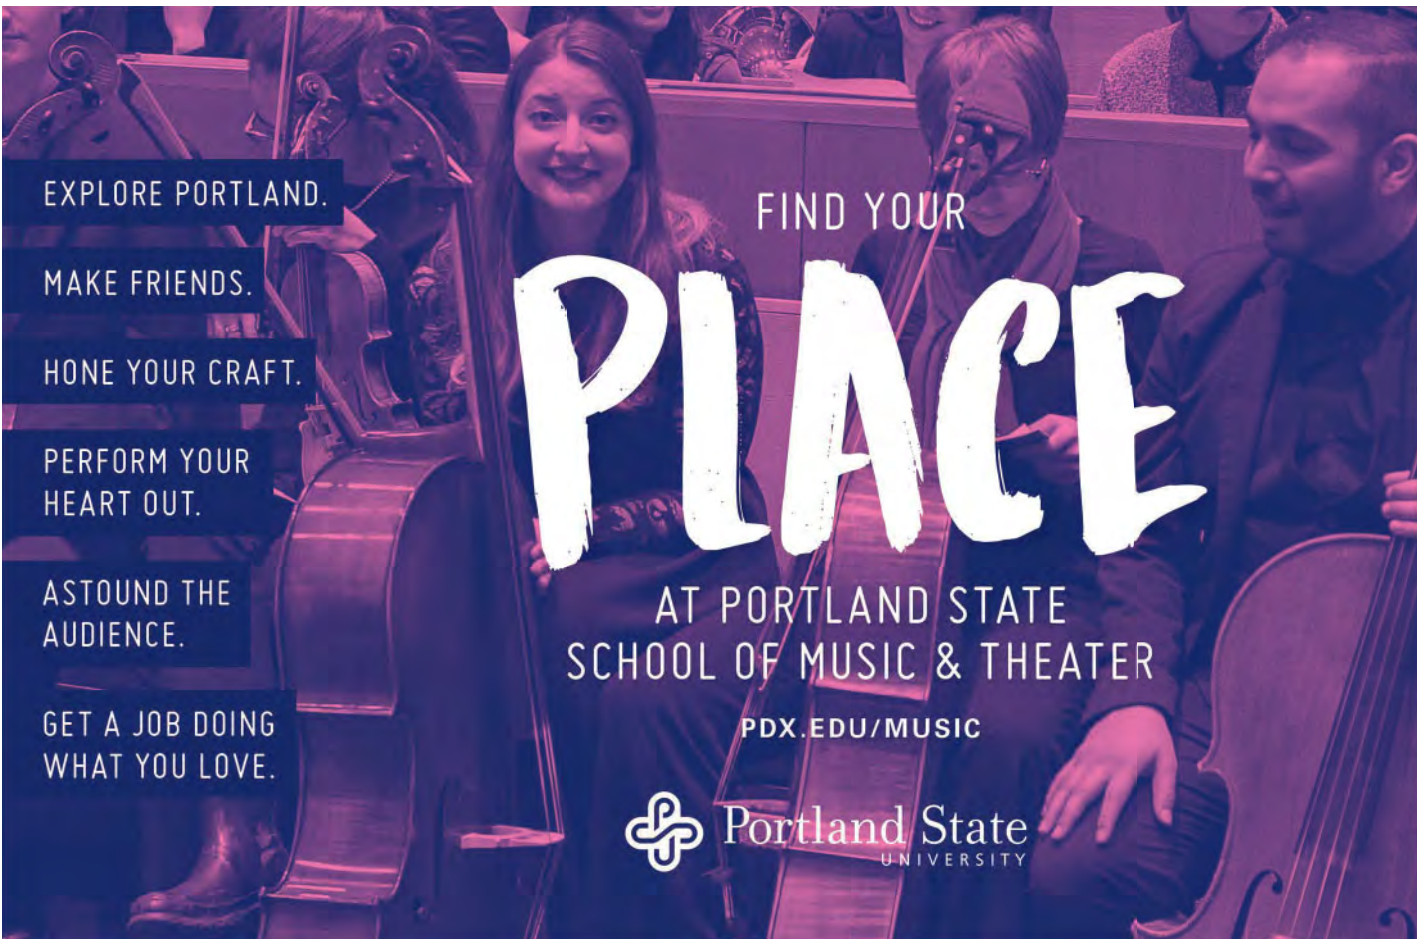 EXPLORE PORTLAND.
MAKE FRIENDS.
HONE YOUR CRAFT.
PERFORM YOUR
HEART OUT.
ASTOUND THE
AUDIENCE.
GET A JOB DOING
WHAT YOU LOVE.
FIND YOUR
PLACE
AT PORTLAND STATE
SCHOOL OF MUSIC & THEATER
PDX.EDU/MUSIC
PSU
Portland State
UNIVERSITY